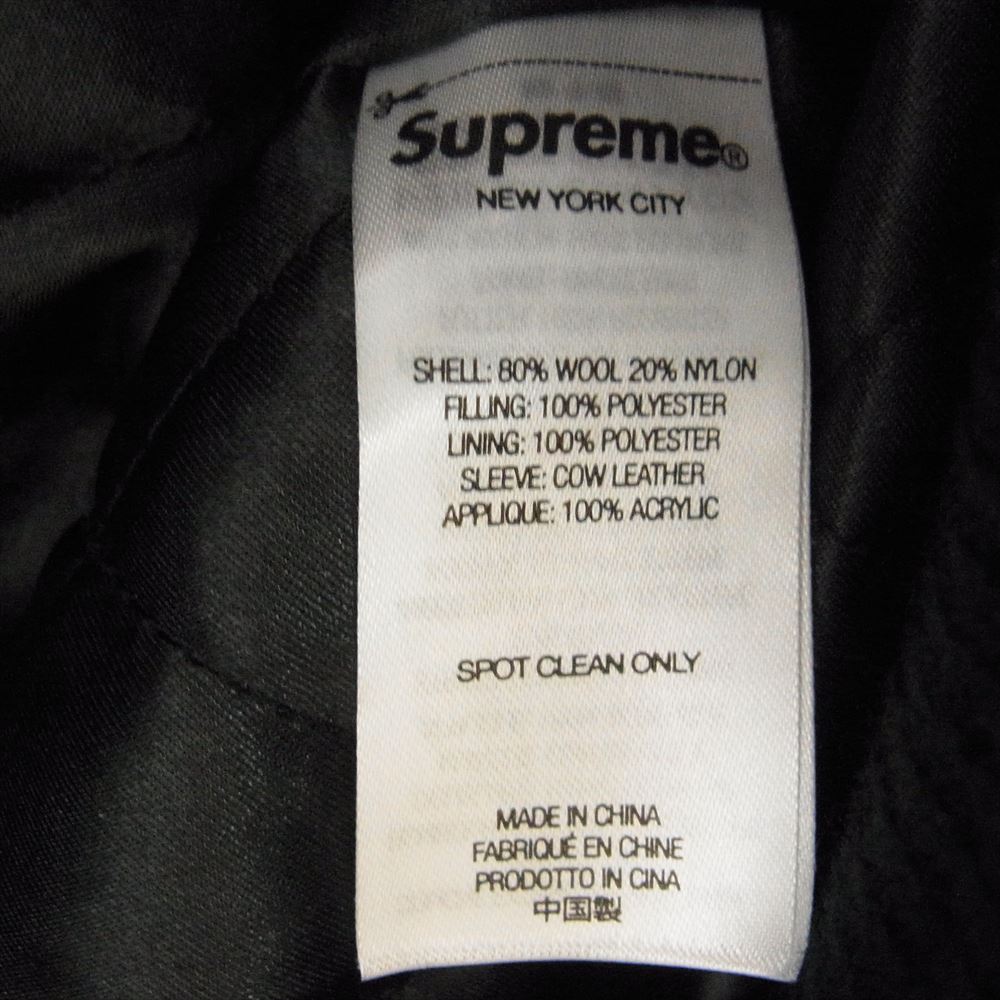 Supreme®
NEW YORK CITY
SHELL: 80% WOOL 20% NYLON
FILLING: 100% POLYESTER
LINING: 100% POLYESTER
SLEEVE: COW LEATHER
APPLIQUE: 100% ACRYLIC
SPOT CLEAN ONLY
MADE IN CHINA
FABRIQUÉ EN CHINE
PRODOTTO IN CINA
中国製